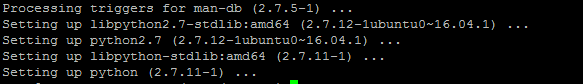 Processing triggers for man-db (2.7.5-1) ...
Setting up libpython2.7-stdlib:amd64 (2.7.12-1ubuntu0~16.04.1) ...
Setting up python2.7 (2.7.12-1ubuntu0~16.04.1) ...
Setting up libpython-stdlib:amd64 (2.7.11-1) ...
Setting up python (2.7.11-1) ...